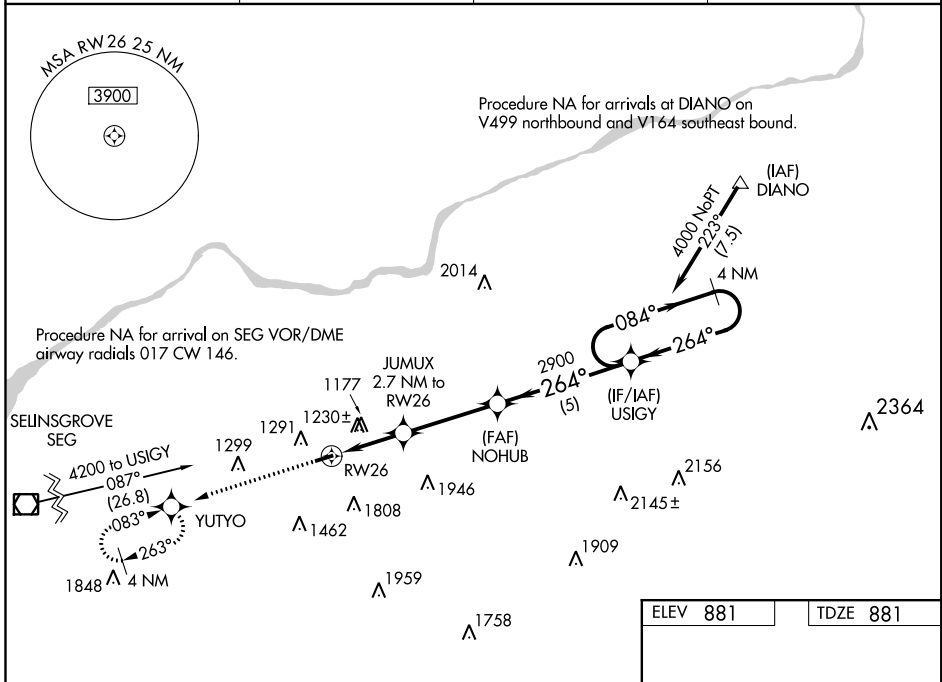 MSA RW26 25 NM
3900
Procedure NA for arrivals at DIANO on
V499 northbound and V164 southeast bound.
(IAF)
DIANO
4000 NoPT
223°
(7.5)
4 NM
2014
084°
264°
Procedure NA for arrival on SEG VOR/DME
airway radials 017 CW 146.
JUMUX
2.7 NM to
RW26
2900
264°
(5)
(IF/IAF)
USIGY
1177
1230±
1291
1299
(FAF)
NOHUB
2364
SELINSGROVE
SEG
4200 to USIGY
087°
(26.8)
RW26
1946
2156
2145±
083°
YUTYO
263°
1808
1462
1909
1848
4 NM
1959
1758
ELEV 881
TDZE 881